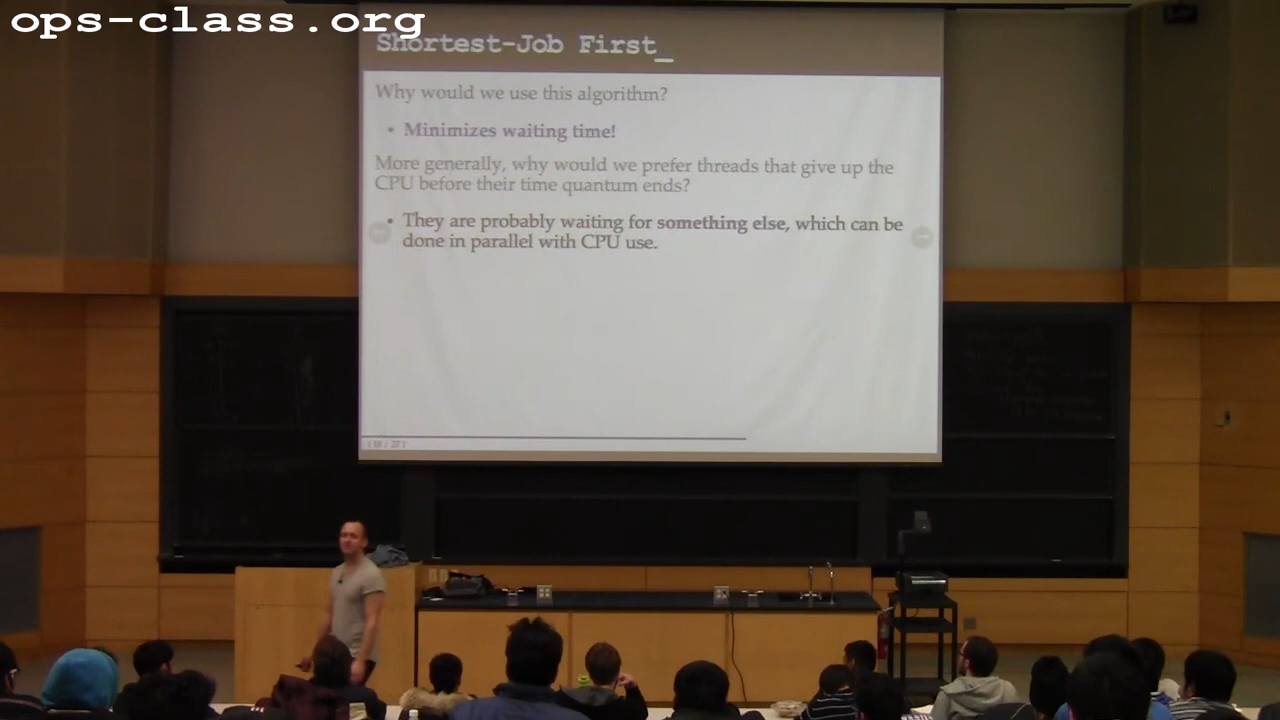 ops-class.org
Shortest-Job First_
Why would we use this algorithm?
• Minimizes waiting time!
More generally, why would we prefer threads that give up the
CPU before their time quantum ends?
• They are probably waiting for something else, which can be
done in parallel with CPU use.